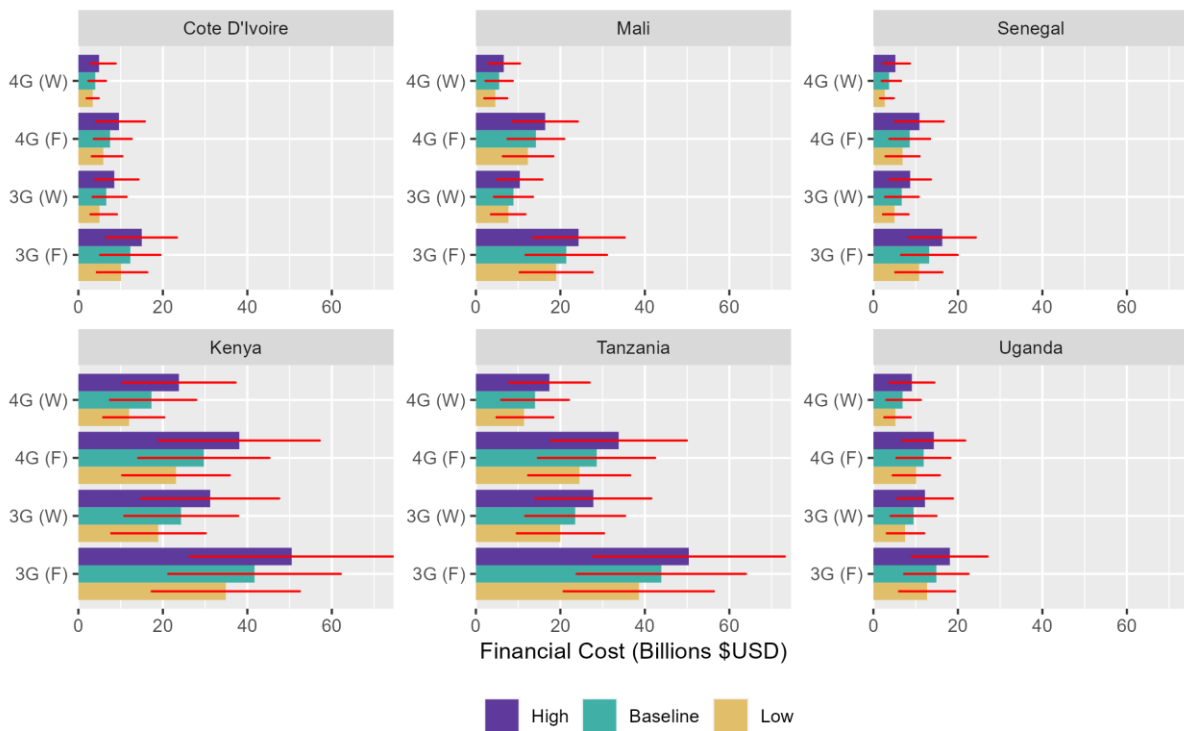 Cote D'Ivoire
Mali
Senegal
4G (W)
4G (F)
3G (W)
3G (F)
0 20 40 60
4G (W)
4G (F)
3G (W)
3G (F)
0 20 40 60
4G (W)
4G (F)
3G (W)
3G (F)
0 20 40 60
Kenya
Tanzania
Uganda
4G (W)
4G (F)
3G (W)
3G (F)
0 20 40 60
4G (W)
4G (F)
3G (W)
3G (F)
0 20 40 60
4G (W)
4G (F)
3G (W)
3G (F)
0 20 40 60
Financial Cost (Billions $USD)
High Baseline Low